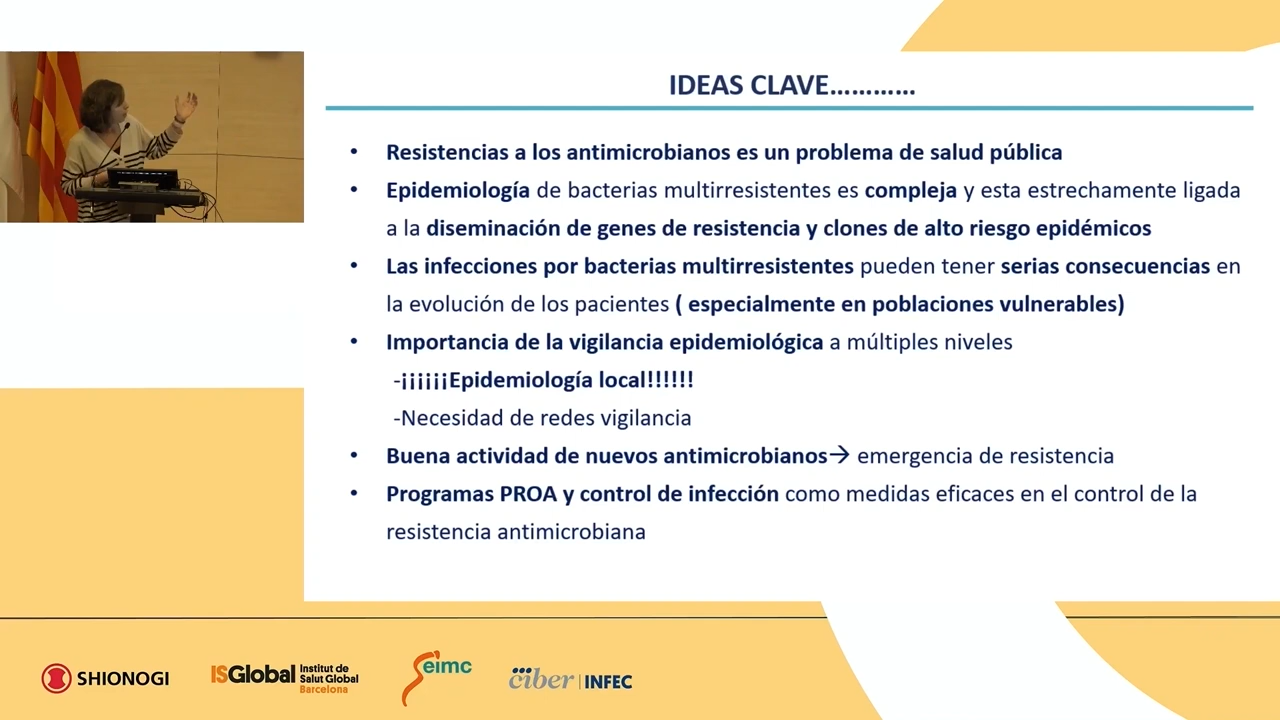 IDEAS CLAVE…………
• Resistencias a los antimicrobianos es un problema de salud pública
• Epidemiología de bacterias multirresistentes es compleja y esta estrechamente ligada
a la diseminación de genes de resistencia y clones de alto riesgo epidémicos
• Las infecciones por bacterias multirresistentes pueden tener serias consecuencias en
la evolución de los pacientes ( especialmente en poblaciones vulnerables)
• Importancia de la vigilancia epidemiológica a múltiples niveles
-¡¡¡¡¡¡Epidemiología local!!!!!!
-Necesidad de redes vigilancia
• Buena actividad de nuevos antimicrobianos→ emergencia de resistencia
• Programas PROA y control de infección como medidas eficaces en el control de la
resistencia antimicrobiana
SHIONOGI
ISGlobal Institut de
Salut Global
Barcelona
Seimc
ciber | INFEC